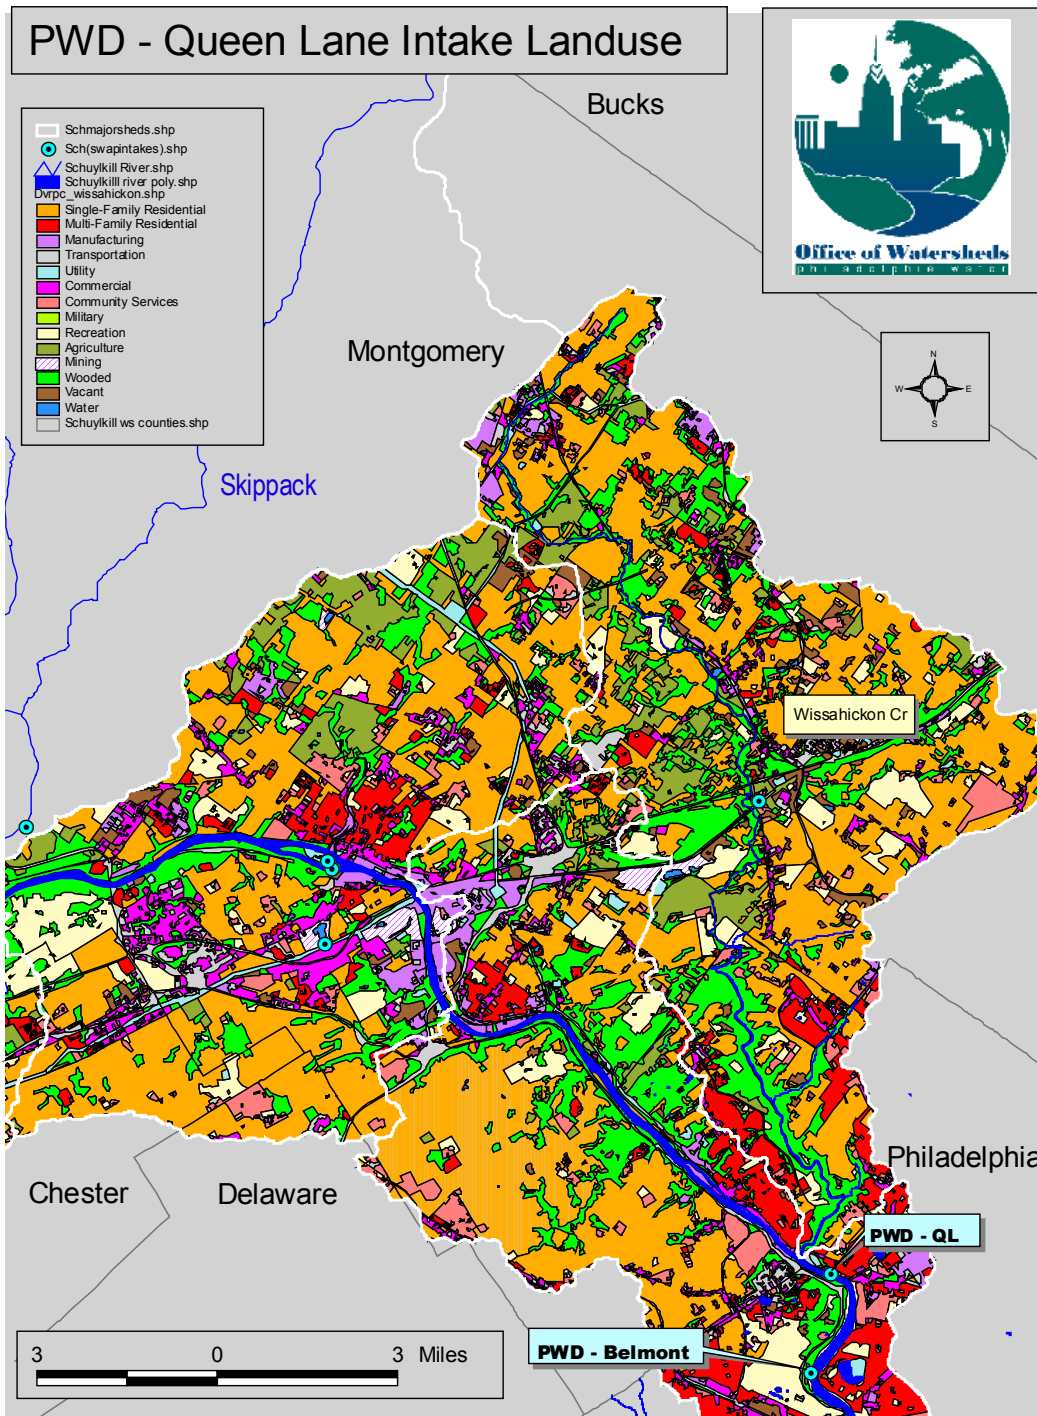 PWD - Queen Lane Intake Landuse
Bucks
Schmajorsheds.shp
Sch(swapintakes).shp
Schuylkill River.shp
Schuylkilll river poly.shp
Dvrpc_wissahickon.shp
Single-Family Residential
Multi-Family Residential
Manufacturing
Transportation
Utility
Commercial
Community Services
Military
Recreation
Agriculture
Mining
Wooded
Vacant
Water
Schuylkill ws counties.shp
Office of Watersheds
philadelphia water
Montgomery
N
W E
S
Skippack
Wissahickon Cr
Philadelphia
Chester
Delaware
PWD - QL
PWD - Belmont
3 0 3 Miles